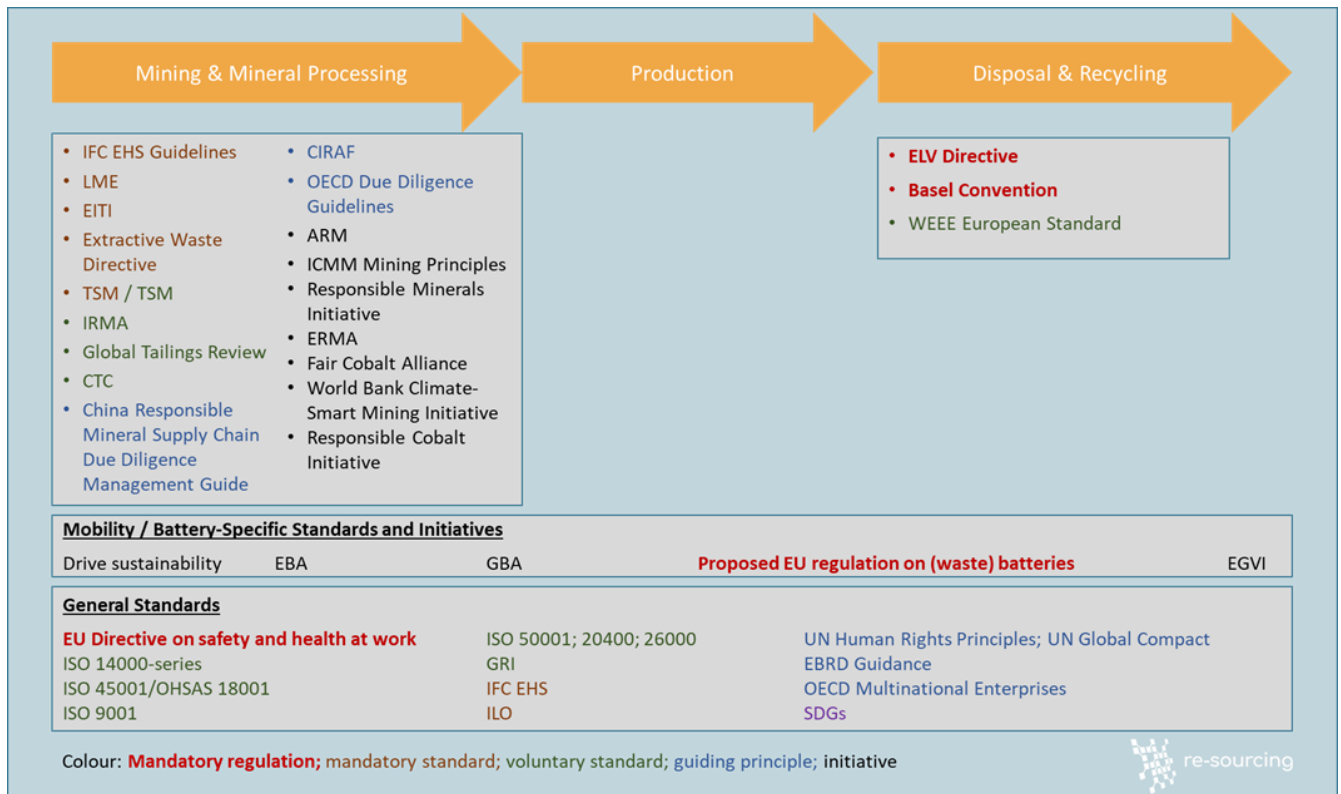 Mining & Mineral Processing
Production
Disposal & Recycling
• IFC EHS Guidelines
• LME
• EITI
• Extractive Waste
Directive
• TSM / TSM
• IRMA
• Global Tailings Review
• CTC
• China Responsible
Mineral Supply Chain
Due Diligence
Management Guide
• CIRAF
• OECD Due Diligence
Guidelines
• ARM
• ICMM Mining Principles
• Responsible Minerals
Initiative
• ERMA
• Fair Cobalt Alliance
• World Bank Climate-
Smart Mining Initiative
• Responsible Cobalt
Initiative
• ELV Directive
• Basel Convention
• WEEE European Standard
Mobility / Battery-Specific Standards and Initiatives
Drive sustainability EBA GBA Proposed EU regulation on (waste) batteries EGVI
General Standards
EU Directive on safety and health at work
ISO 14000-series
ISO 45001/OHSAS 18001
ISO 9001
ISO 50001; 20400; 26000
GRI
IFC EHS
ILO
UN Human Rights Principles; UN Global Compact
EBRD Guidance
OECD Multinational Enterprises
SDGs
Colour: Mandatory regulation; mandatory standard; voluntary standard; guiding principle; initiative
re-sourcing